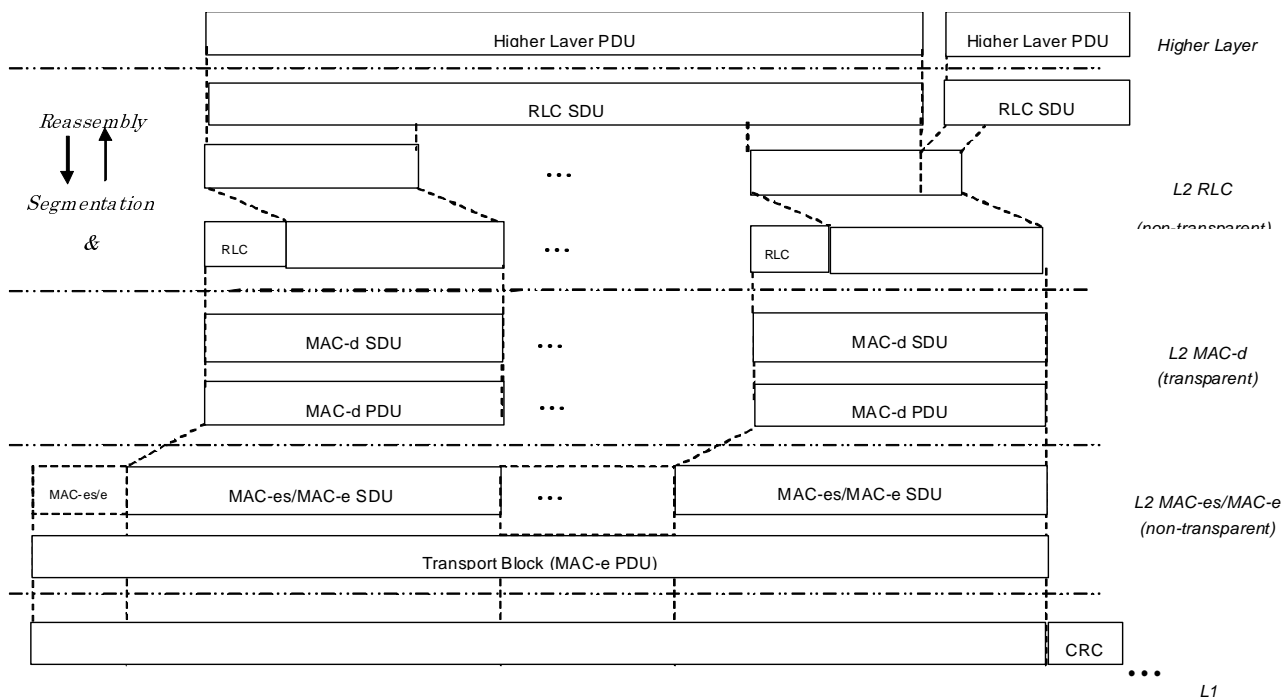 Higher Layer PDU
Higher Layer PDU
Higher Layer
RLC SDU
RLC SDU
Reassembly
...
Segmentation
L2 RLC
(non-transparent)
&
RLC
...
RLC
MAC-d SDU
...
MAC-d SDU
L2 MAC-d
(transparent)
MAC-d PDU
...
MAC-d PDU
MAC-es/e
MAC-es/MAC-e SDU
...
MAC-es/MAC-e SDU
L2 MAC-es/MAC-e
(non-transparent)
Transport Block (MAC-e PDU)
CRC
...
L1